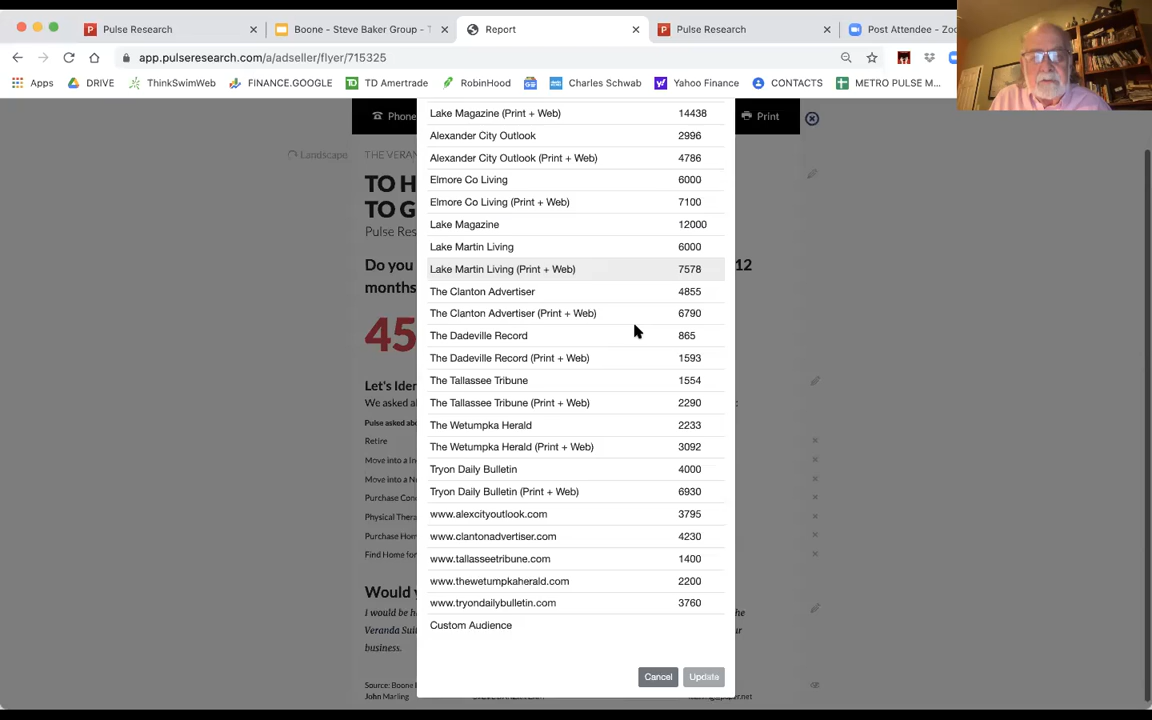 Pulse Research
Boone - Steve Baker Group - T
Report
Pulse Research
Post Attendee - Zoo
app.pulseresearch.com/a/adseller/flyer/715325
Apps
DRIVE
ThinkSwimWeb
FINANCE.GOOGLE
TD Amertrade
RobinHood
Charles Schwab
Yahoo Finance
CONTACTS
METRO PULSE M...
Phone
Print
Landscape
THE VERAN
TO H
TO G
Pulse Res
Do you
12
months
45
Let's Iden
We asked a
Pulse asked abo
Retire
Move into a
Move into a
Purchase Con
Physical Thera
Purchase Hom
Find Home for
Would y
I would be h
the
Veranda Sui
ur
business.
Source: Boone
John Marling
Lake Magazine (Print + Web) 14438
Alexander City Outlook 2996
Alexander City Outlook (Print + Web) 4786
Elmore Co Living 6000
Elmore Co Living (Print + Web) 7100
Lake Magazine 12000
Lake Martin Living 6000
Lake Martin Living (Print + Web) 7578
The Clanton Advertiser 4855
The Clanton Advertiser (Print + Web) 6790
The Dadeville Record 865
The Dadeville Record (Print + Web) 1593
The Tallassee Tribune 1554
The Tallassee Tribune (Print + Web) 2290
The Wetumpka Herald 2233
The Wetumpka Herald (Print + Web) 3092
Tryon Daily Bulletin 4000
Tryon Daily Bulletin (Print + Web) 6930
www.alexcityoutlook.com 3795
www.clantonadvertiser.com 4230
www.tallasseetribune.com 1400
www.thewetumpkaherald.com 2200
www.tryondailybulletin.com 3760
Custom Audience
Cancel
Update